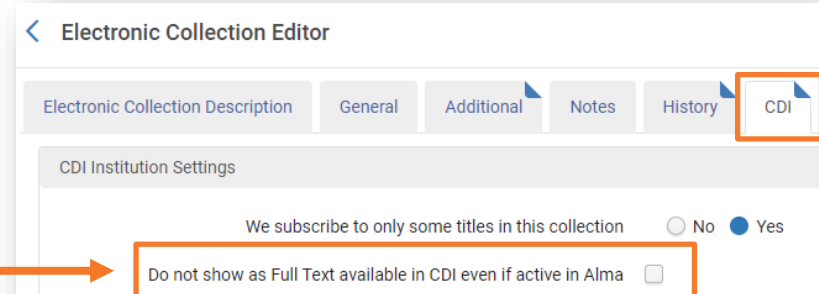 Electronic Collection Editor
Electronic Collection Description General Additional Notes History CDI
CDI Institution Settings
We subscribe to only some titles in this collection No Yes
Do not show as Full Text available in CDI even if active in Alma